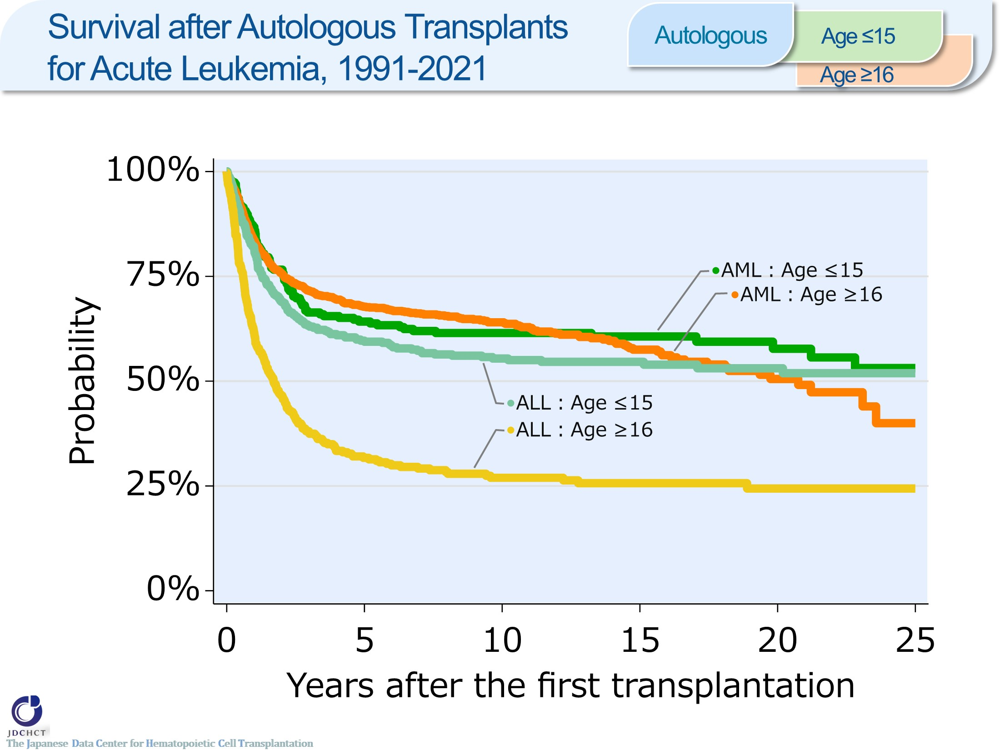 Survival after Autologous Transplants
for Acute Leukemia, 1991-2021
Autologous
Age ≤15
Age ≥16
100%
75%
50%
25%
0%
Probability
AML : Age ≤15
AML : Age ≥16
ALL : Age ≤15
ALL : Age ≥16
0 5 10 15 20 25
Years after the first transplantation
JDCHCT
The Japanese Data Center for Hematopoietic Cell Transplantation